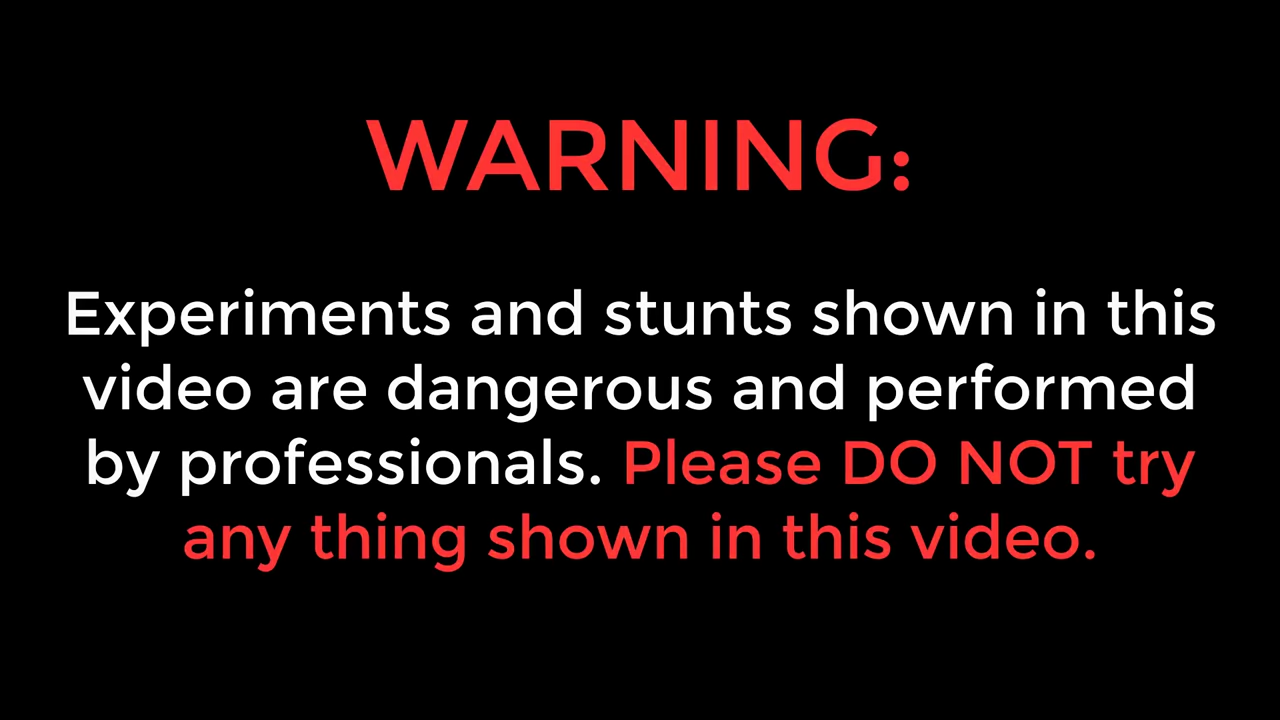 WARNING:
Experiments and stunts shown in this
video are dangerous and performed
by professionals. Please DO NOT try
any thing shown in this video.